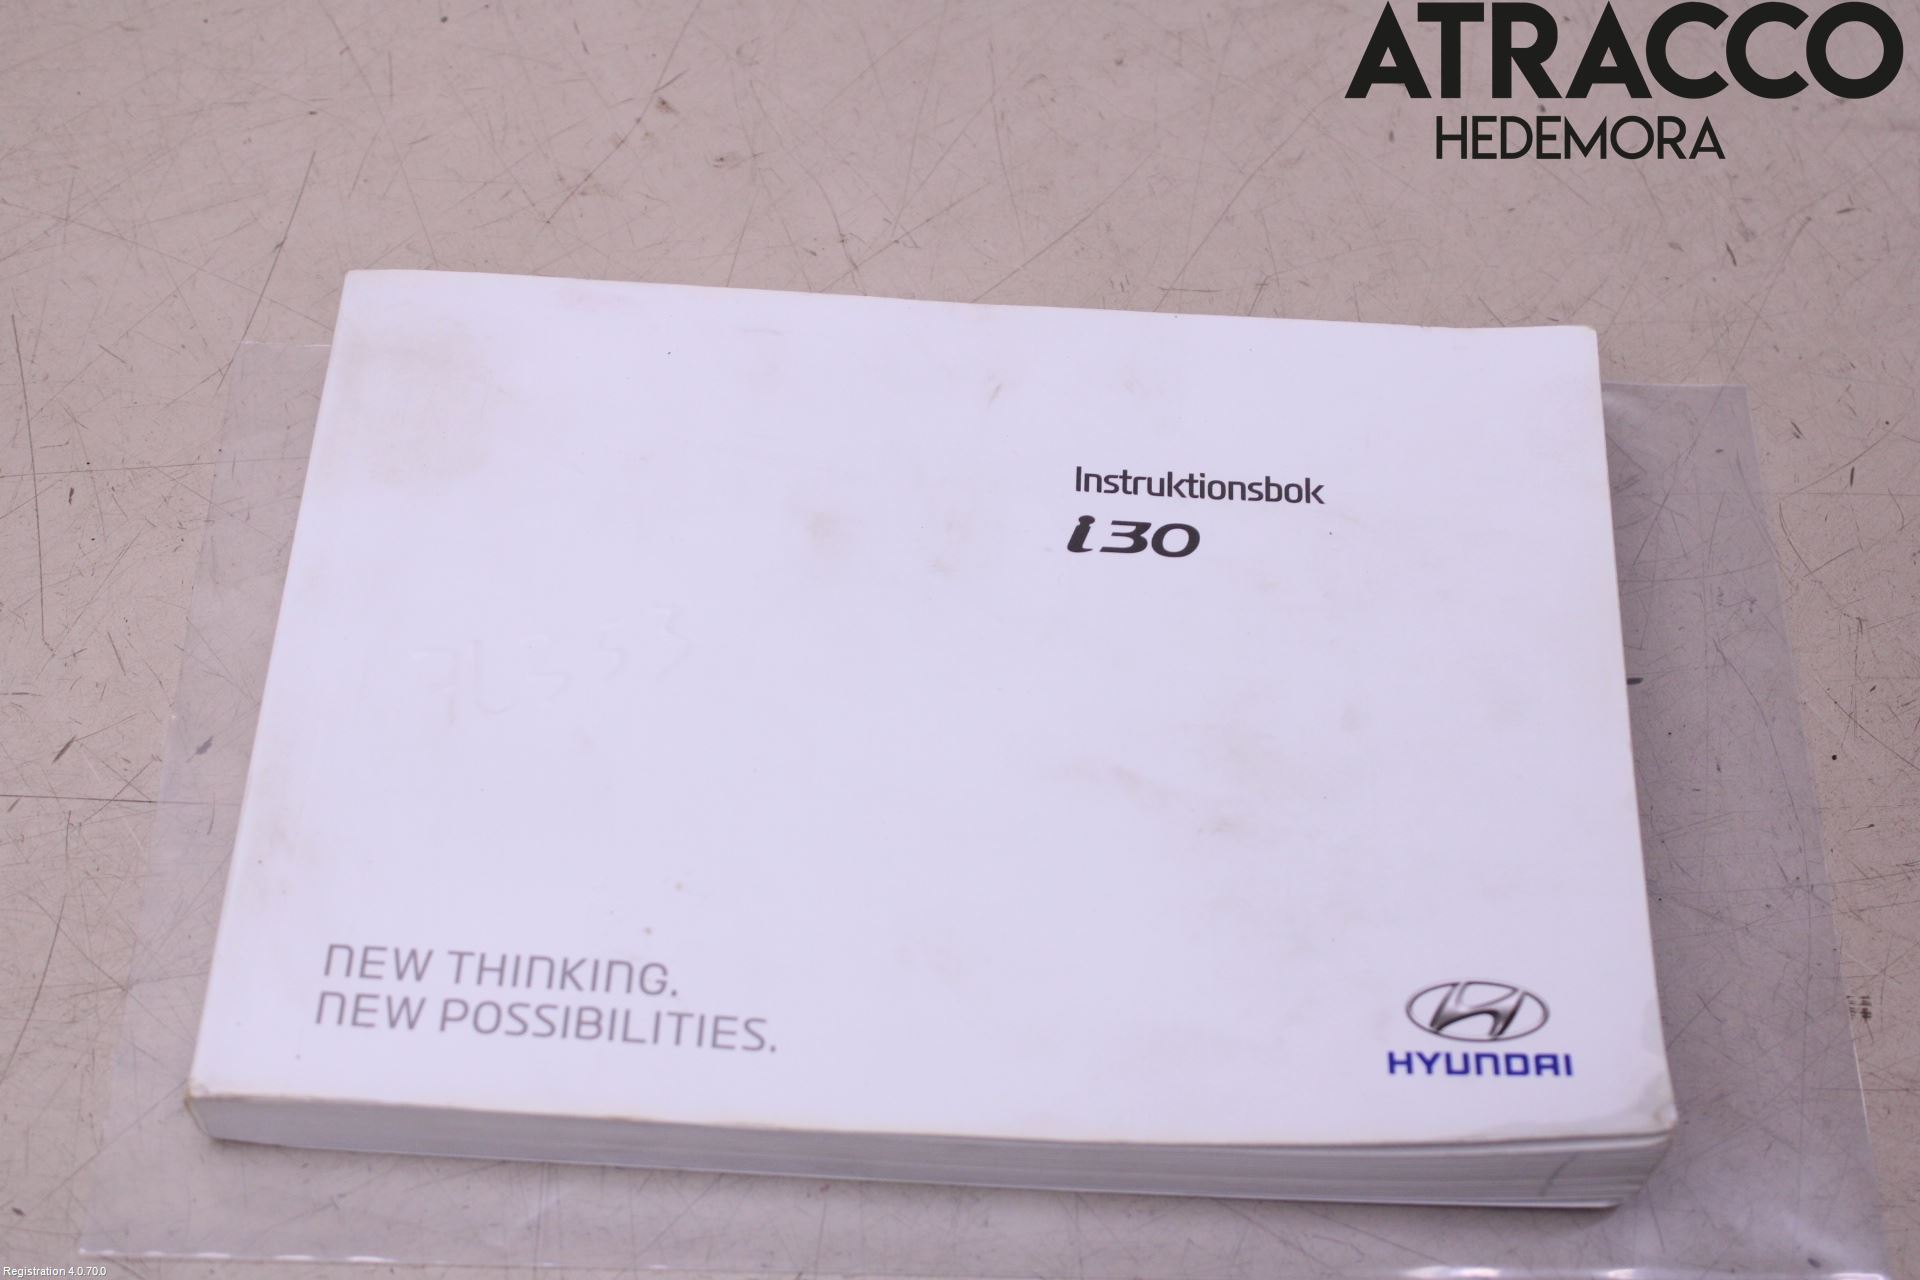 ATRACCO
HEDEMORA
Instruktionsbok
i30
NEW THINKING.
NEW POSSIBILITIES.
HYUNDAI
Registration 4.0.70.0